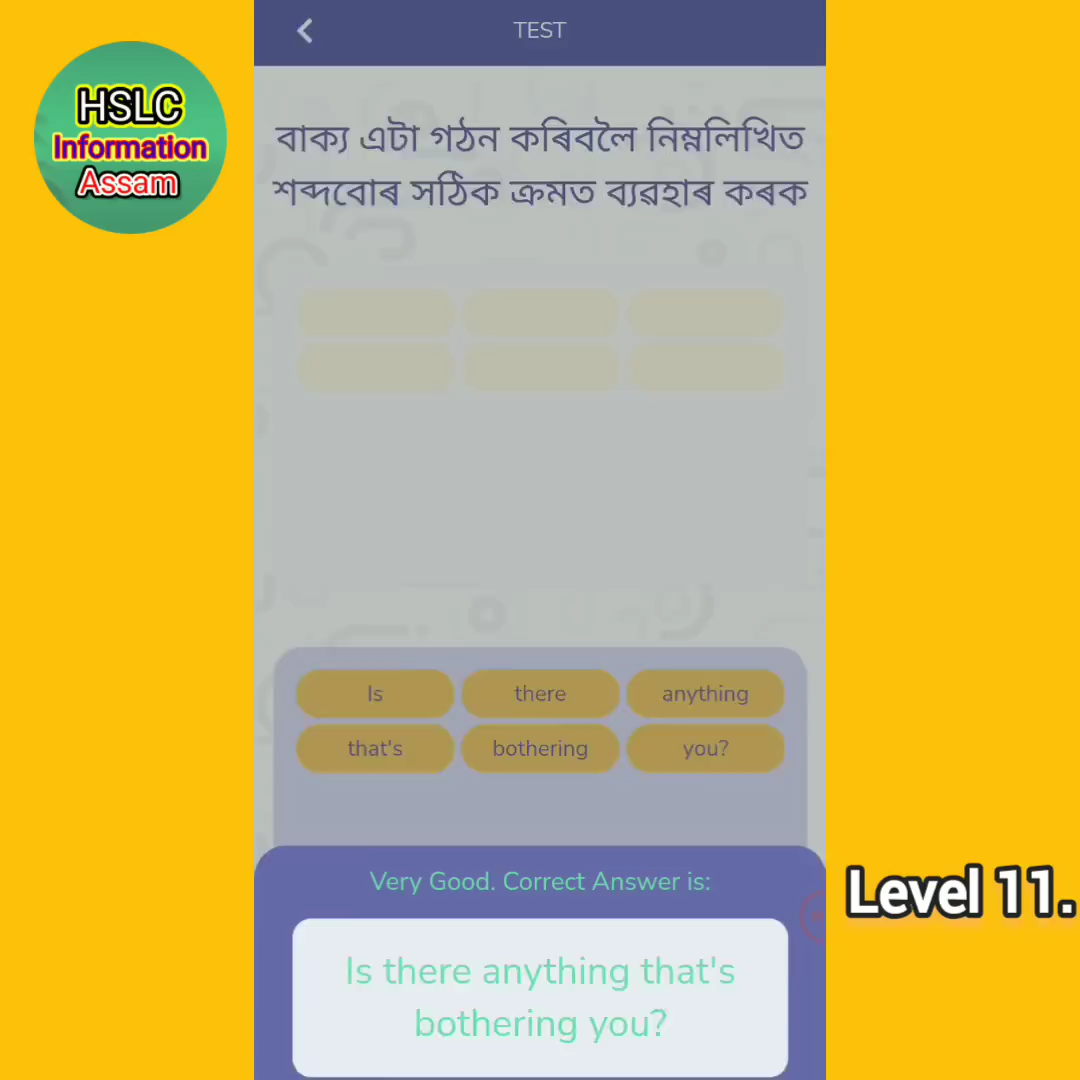 TEST
HSLC
Information
Assam
বাক্য এটা গঠন কৰিবলৈ নিম্নলিখিত
শব্দবোৰ সঠিক ক্ৰমত ব্যৱহাৰ কৰক
Is there anything
that's bothering you?
Very Good. Correct Answer is:
Level 11.
Is there anything that's
bothering you?